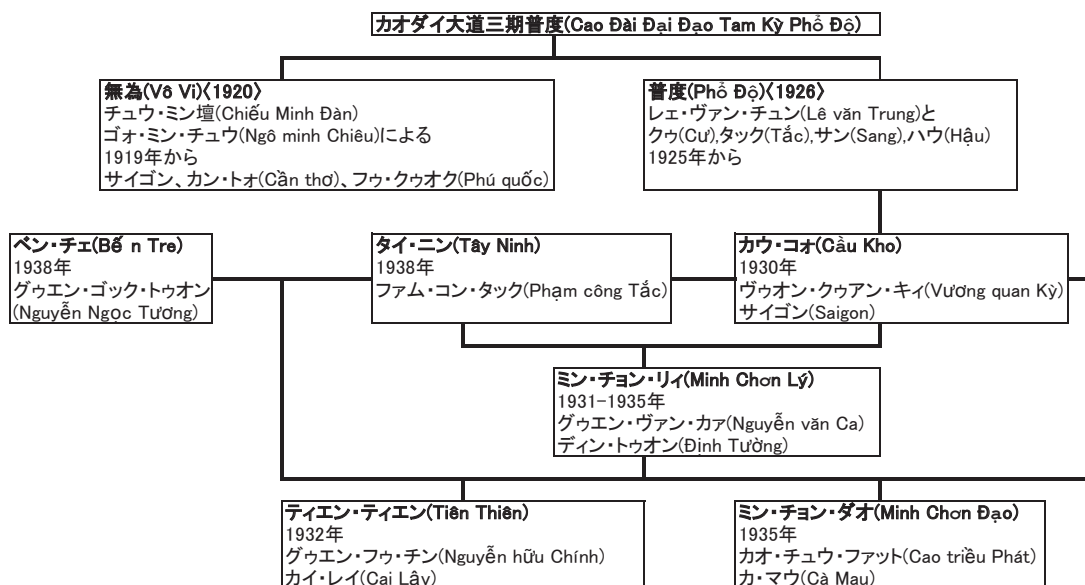 カオダイ大道三期普度(Cao Đài Đại Đạo Tam Kỳ Phổ Độ)
無為(Vô Vi)〈1920〉
チュウ・ミン壇(Chiếu Minh Đàn)
ゴォ・ミン・チュウ(Ngô minh Chiêu)による
1919年から
サイゴン、カン・トォ(Cần thơ)、フゥ・クゥオク(Phú quốc)
普度(Phổ Độ)〈1926〉
レェ・ヴァン・チュン(Lê văn Trung)と
クゥ(Cư),タック(Tắc),サン(Sang),ハウ(Hậu)
1925年から
ベン・チェ(Bế n Tre)
1938年
グゥエン・ゴック・トゥオン
(Nguyễn Ngọc Tương)
タイ・ニン(Tây Ninh)
1938年
ファム・コン・タック(Phạm công Tắc)
カウ・コォ(Cầu Kho)
1930年
ヴゥオン・クゥアン・キィ(Vương quan Kỳ)
サイゴン(Saigon)
ミン・チョン・リィ(Minh Chơn Lý)
1931-1935年
グゥエン・ヴァン・カァ(Nguyễn văn Ca)
ディン・トゥオン(Định Tường)
ティエン・ティエン(Tiên Thiên)
1932年
グゥエン・フゥ・チン(Nguyễn hữu Chính)
カイ・レイ(Cai Lậy)
ミン・チョン・ダオ(Minh Chơn Đạo)
1935年
カオ・チュウ・ファット(Cao triều Phát)
カ・マウ(Cà Mau)